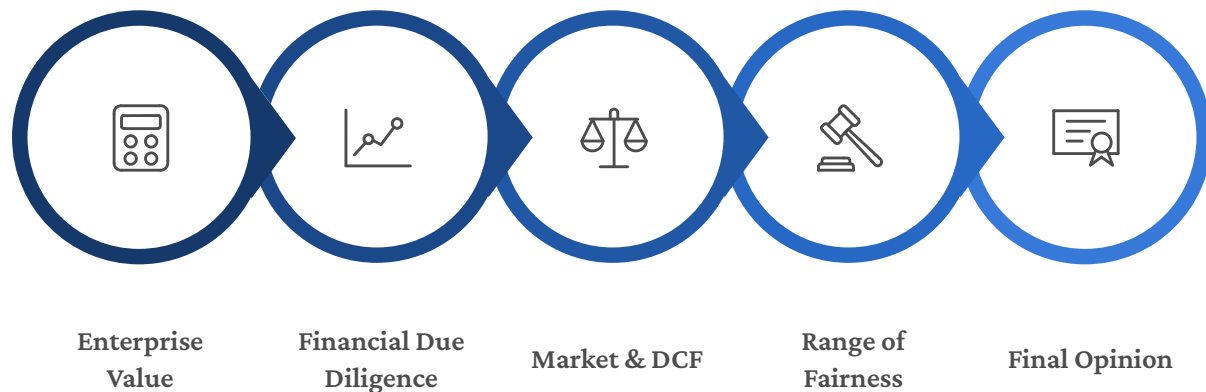 Enterprise
Value
Financial Due
Diligence
Market & DCF
Range of
Fairness
Final Opinion